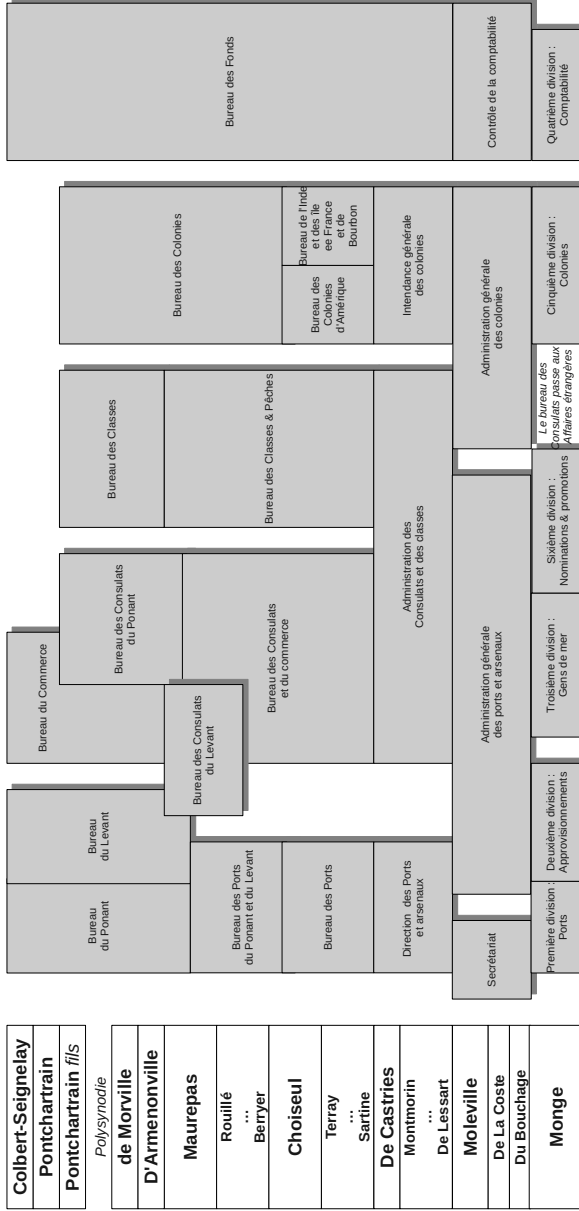 Colbert-Seignelay
Pontchartrain
Pontchartrain fils
Polysynodie
de Morville
D'Armenonville
Maurepas
Rouillé
...
Berryer
Choiseul
Terray
...
Sartine
De Castries
Montmorin
...
De Lessart
Moleville
De La Coste
Du Bouchage
Monge
Bureau
du Ponant
Bureau
du Levant
Bureau des Ports
du Ponant et du Levant
Bureau des Ports
Direction des Ports
et arsenaux
Secrétariat
Première division :
Ports
Deuxième division :
Approvisionnements
Bureau du Commerce
Bureau des Consulats
du Ponant
Bureau des Consulats
du Levant
Bureau des Consulats
et du commerce
Administration des
Consulats et des classes
Administration générale
des ports et arsenaux
Troisième division :
Gens de mer
Sixième division :
Nominations & promotions
Bureau des Classes
Bureau des Classes & Pêches
Le bureau des
Consulats passe aux
Affaires étrangères
Bureau des Colonies
Bureau des
Colonies
d'Amérique
Bureau de l'Inde
et des île
ee France
et de
Bourbon
Intendance générale
des colonies
Administration générale
des colonies
Cinquième division :
Colonies
Bureau des Fonds
Contrôle de la comptabilité
Quatrième division :
Comptabilité